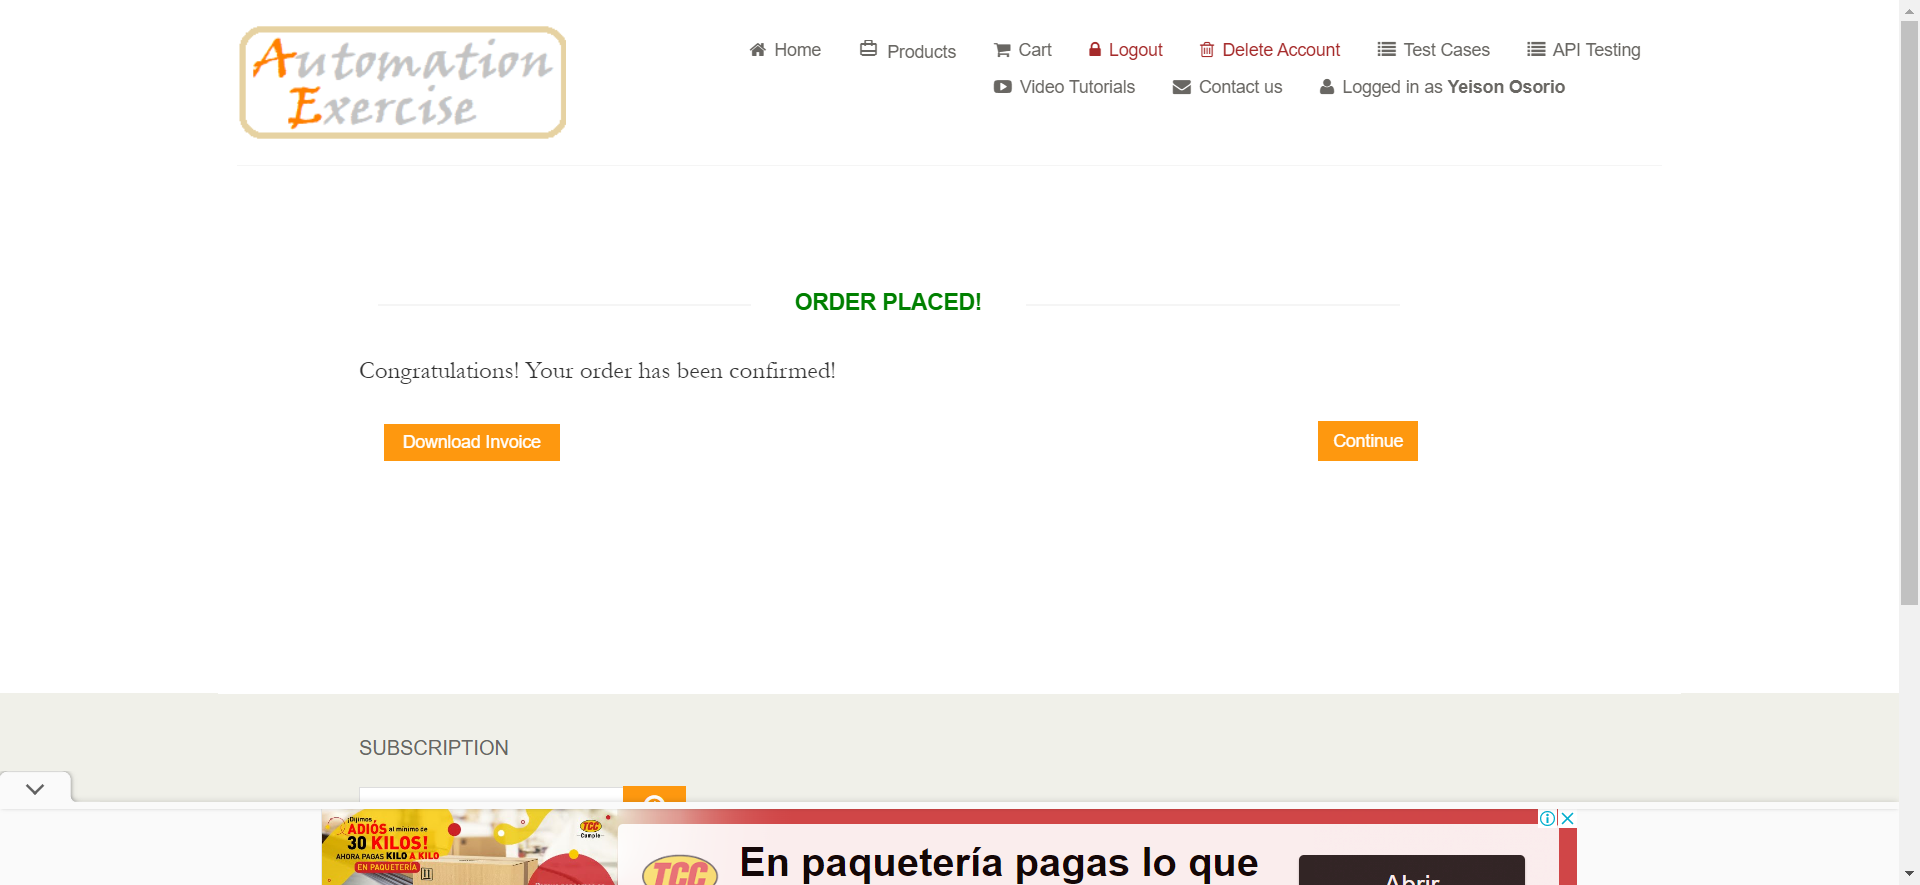 Automation
Exercise
Home
Products
Cart
Logout
Delete Account
Test Cases
API Testing
Video Tutorials
Contact us
Logged in as Yeison Osorio
ORDER PLACED!
Congratulations! Your order has been confirmed!
Download Invoice
Continue
SUBSCRIPTION
¡Dijimos
ADIÓS al mínimo de
30 KILOS!
AHORA PAGAS KILO A KILO
EN PAQUETERÍA
TCC
Cumple
TCC
En paquetería pagas lo que
Abrir